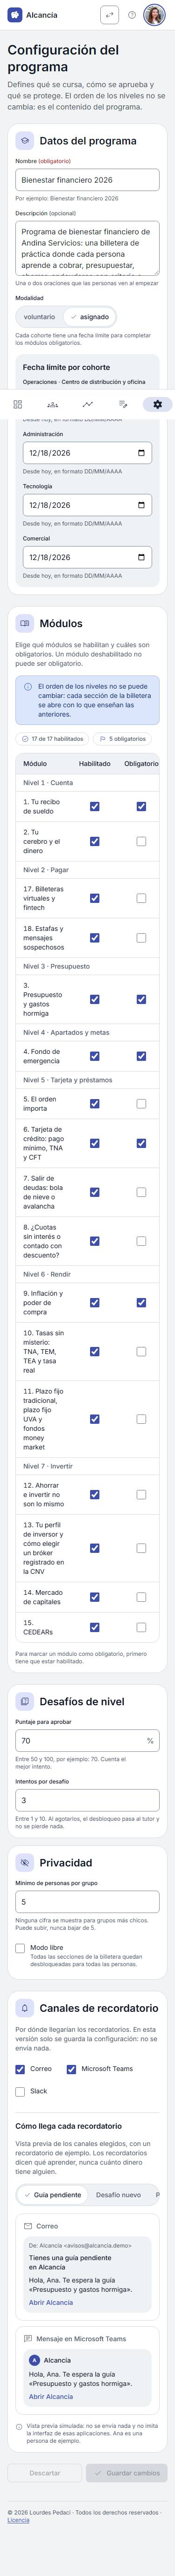 Alcancía
Configuración del
programa
Defines qué se cursa, cómo se aprueba y
qué se protege. El orden de los niveles no se
cambia: es el contenido del programa.
Datos del programa
Nombre (obligatorio)
Bienestar financiero 2026
Por ejemplo: Bienestar financiero 2026
Descripción (opcional)
Programa de bienestar financiero de
Andina Servicios: una billetera de
práctica donde cada persona
aprende a cobrar, presupuestar,
Una o dos oraciones que las personas ven al empezar
Modalidad
voluntario
asignado
Cada cohorte tiene una fecha límite para completar
los módulos obligatorios.
Fecha límite por cohorte
Operaciones · Centro de distribución y oficina
Desde hoy, en formato DD/MM/AAAA
Administración
12/18/2026
Desde hoy, en formato DD/MM/AAAA
Tecnología
12/18/2026
Desde hoy, en formato DD/MM/AAAA
Comercial
12/18/2026
Desde hoy, en formato DD/MM/AAAA
Módulos
Elige qué módulos se habilitan y cuáles son
obligatorios. Un módulo deshabilitado no
puede ser obligatorio.
El orden de los niveles no se puede
cambiar: cada sección de la billetera
se abre con lo que enseñan las
anteriores.
17 de 17 habilitados
5 obligatorios
Módulo Habilitado Obligatorio
Nivel 1 · Cuenta
1. Tu recibo
de sueldo
2. Tu
cerebro y el
dinero
Nivel 2 · Pagar
17. Billeteras
virtuales y
fintech
18. Estafas y
mensajes
sospechosos
Nivel 3 · Presupuesto
3.
Presupuesto
y gastos
hormiga
Nivel 4 · Apartados y metas
4. Fondo de
emergencia
Nivel 5 · Tarjeta y préstamos
5. El orden
importa
6. Tarjeta de
crédito: pago
mínimo, TNA
y CFT
7. Salir de
deudas: bola
de nieve o
avalancha
8. ¿Cuotas
sin interés o
contado con
descuento?
Nivel 6 · Rendir
9. Inflación y
poder de
compra
10. Tasas sin
misterio:
TNA, TEM,
TEA y tasa
real
11. Plazo fijo
tradicional,
plazo fijo
UVA y
fondos
money
market
Nivel 7 · Invertir
12. Ahorrar
e invertir no
son lo mismo
13. Tu perfil
de inversor y
cómo elegir
un bróker
registrado en
la CNV
14. Mercado
de capitales
15.
CEDEARs
Para marcar un módulo como obligatorio, primero
tiene que estar habilitado.
Desafíos de nivel
Puntaje para aprobar
70 %
Entre 50 y 100, por ejemplo: 70. Cuenta el
mejor intento.
Intentos por desafío
3
Entre 1 y 10. Al agotarlos, el desbloqueo pasa al tutor y
no se pierde nada.
Privacidad
Mínimo de personas por grupo
5
Ninguna cifra se muestra para grupos más chicos.
Puede subir, nunca bajar de 5.
Modo libre
Todas las secciones de la billetera quedan
desbloqueadas para todas las personas.
Canales de recordatorio
Por dónde llegarían los recordatorios. En esta
versión solo se guarda la configuración: no se
envía nada.
Correo
Microsoft Teams
Slack
Cómo llega cada recordatorio
Vista previa de los canales elegidos, con un
recordatorio de ejemplo. Los recordatorios
dicen qué aprender, nunca cuánto dinero
tiene alguien.
Guía pendiente
Desafío nuevo
P
Correo
De: Alcancía <avisos@alcancia.demo>
Tienes una guía pendiente
en Alcancía
Hola, Ana. Te espera la guía
«Presupuesto y gastos hormiga».
Abrir Alcancía
Mensaje en Microsoft Teams
A
Alcancía
Hola, Ana. Te espera la guía
«Presupuesto y gastos hormiga».
Abrir Alcancía
Vista previa simulada: no se envía nada y no imita
la interfaz de esas aplicaciones. Ana es una
persona de ejemplo.
Descartar
Guardar cambios
© 2026 Lourdes Pedací · Todos los derechos reservados ·
Licencia